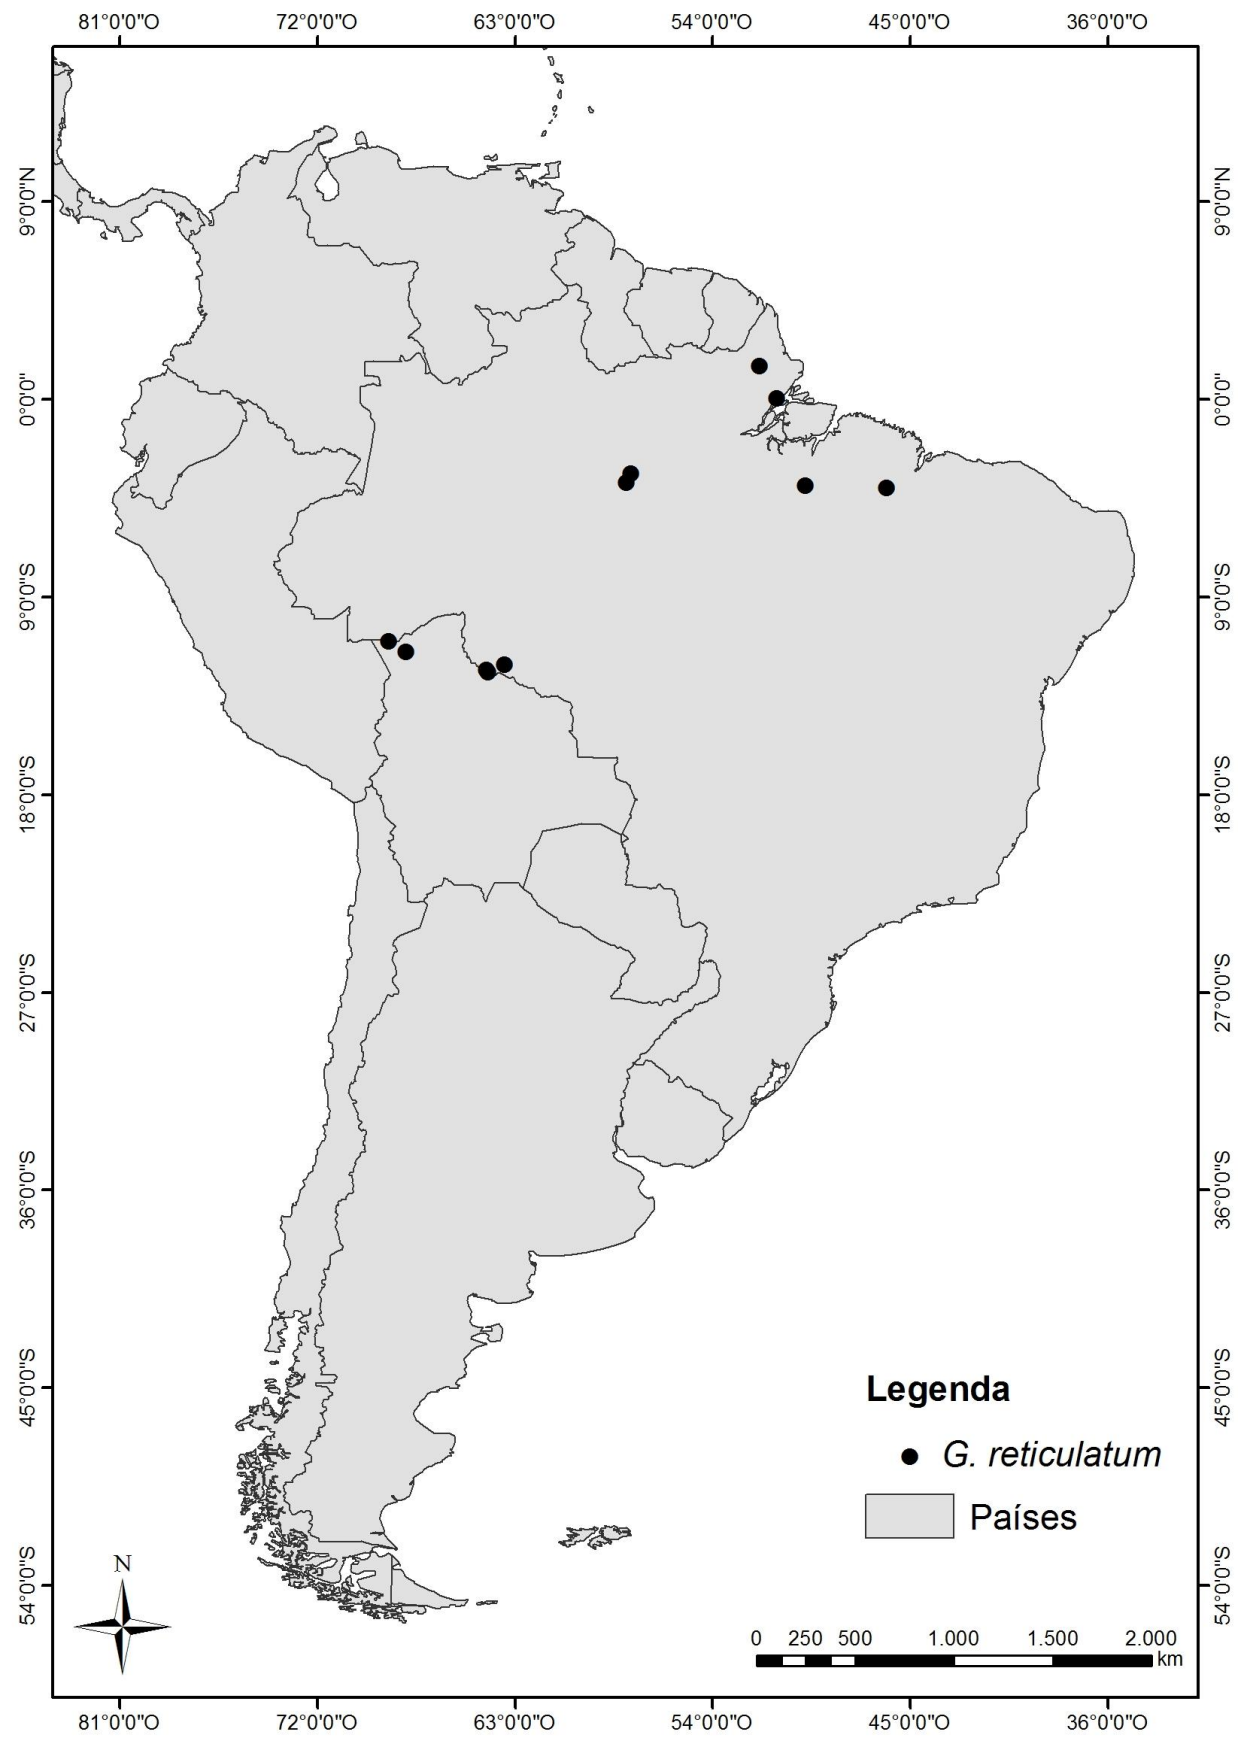 81°0'0"O 72°0'0"O 63°0'0"O 54°0'0"O 45°0'0"O 36°0'0"O
9°0'0"N 9°0'0"N
0°0'0" 0°0'0"
9°0'0"S 9°0'0"S
18°0'0"S 18°0'0"S
27°0'0"S 27°0'0"S
36°0'0"S 36°0'0"S
45°0'0"S 45°0'0"S
54°0'0"S 54°0'0"S
Legenda
G. reticulatum
Países
N
0 250 500 1.000 1.500 2.000
km
81°0'0"O 72°0'0"O 63°0'0"O 54°0'0"O 45°0'0"O 36°0'0"O